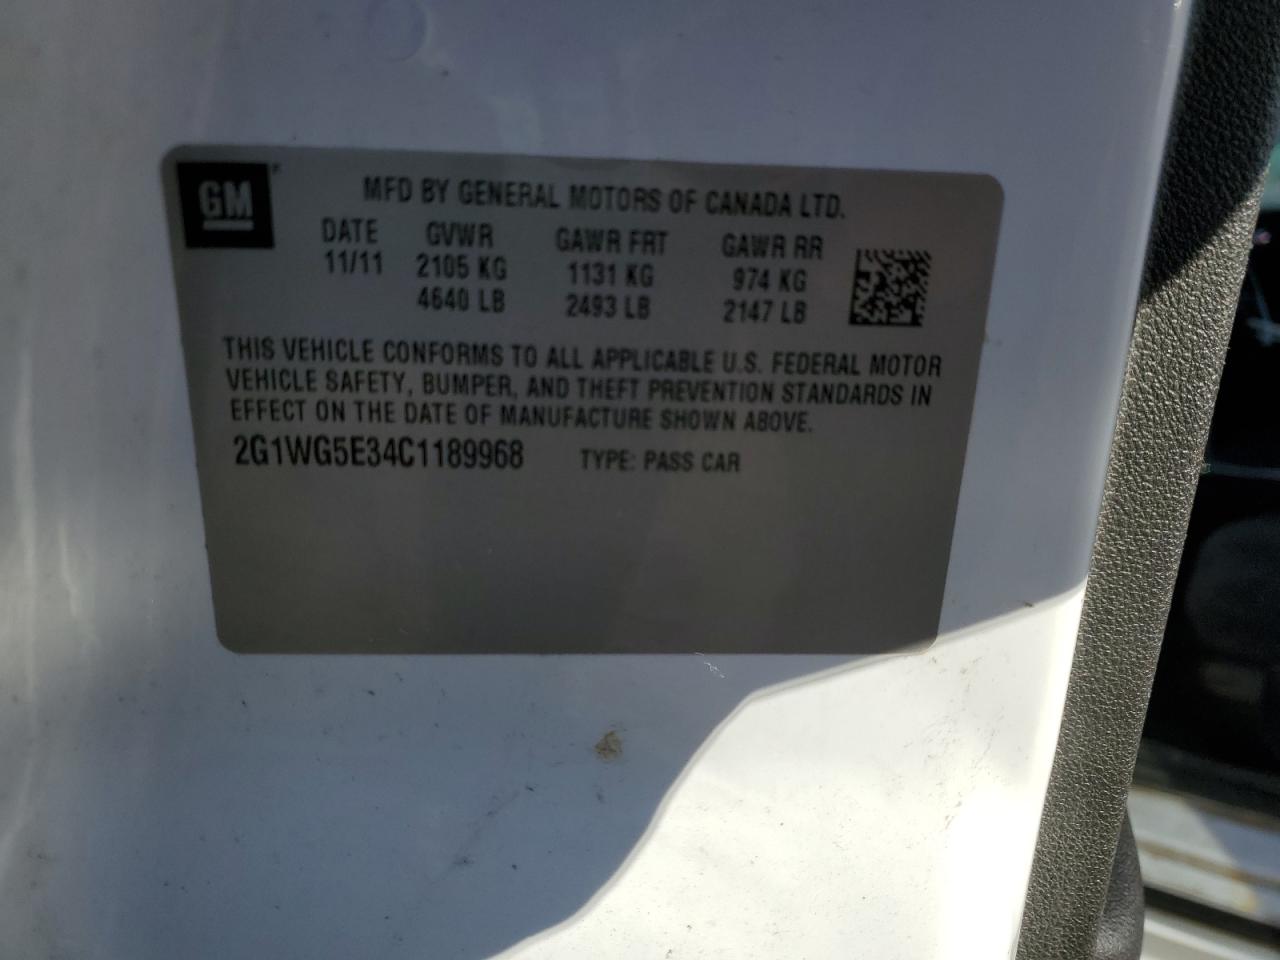 GM
MFD BY GENERAL MOTORS OF CANADA LTD.
DATE GVWR GAWR FRT GAWR RR
11/11 2105 KG 1131 KG 974 KG
4640 LB 2493 LB 2147 LB
THIS VEHICLE CONFORMS TO ALL APPLICABLE U.S. FEDERAL MOTOR
VEHICLE SAFETY, BUMPER, AND THEFT PREVENTION STANDARDS IN
EFFECT ON THE DATE OF MANUFACTURE SHOWN ABOVE.
2G1WG5E34C1189968 TYPE: PASS CAR